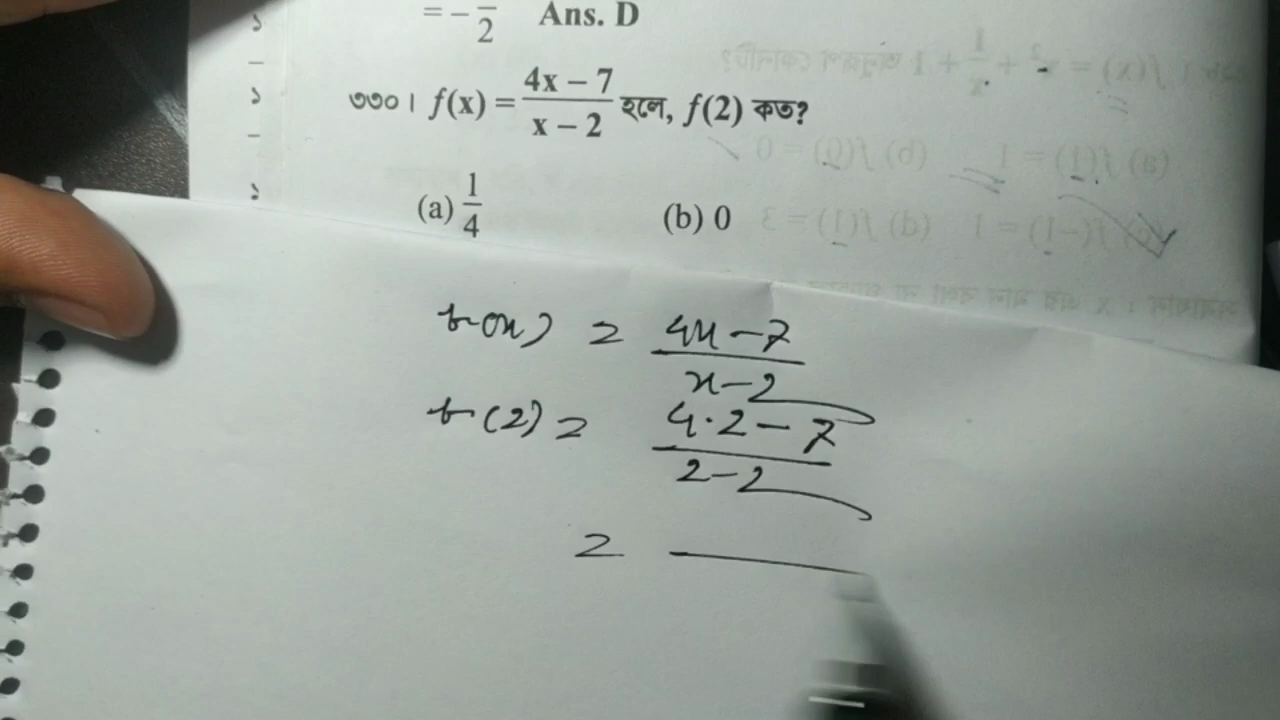 = − ‾2 Ans. D
৩৩০। f(x) = (4x − 7)/(x − 2) হলে, f(2) কত?
(a) 1/4 (b) 0
f(x) = (4x − 7)/(x − 2)
f(2) = (4·2 − 7)/(2 − 2)
=